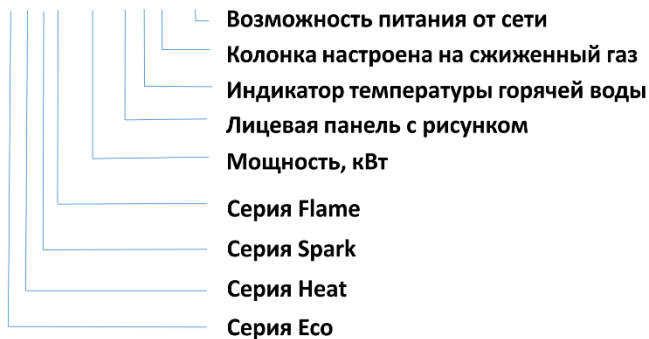 Возможность питания от сети
Колонка настроена на сжиженный газ
Индикатор температуры горячей воды
Лицевая панель с рисунком
Мощность, кВт
Серия Flame
Серия Spark
Серия Heat
Серия Eco